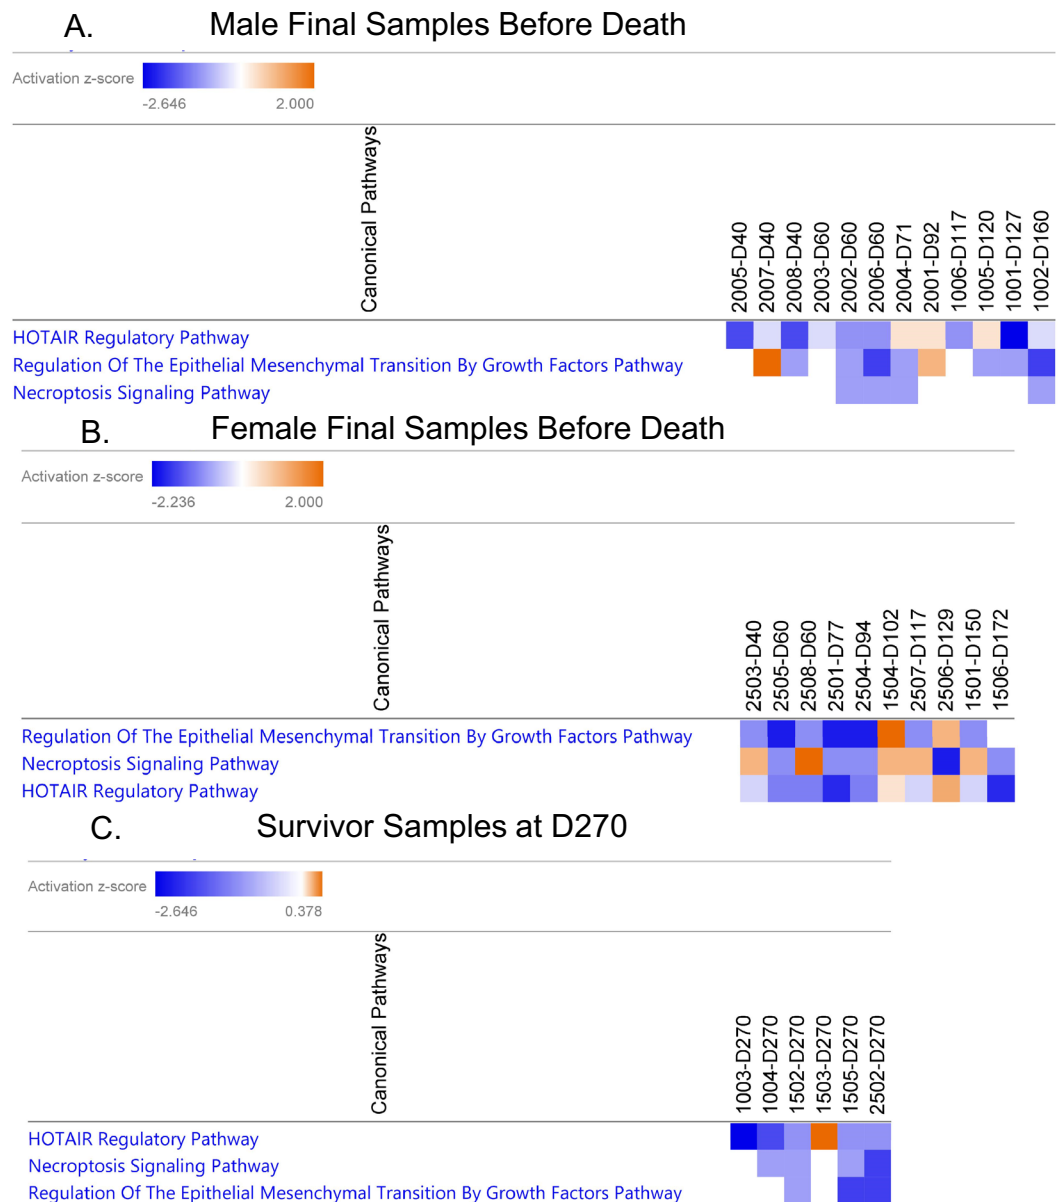 A. Male Final Samples Before Death
Activation z-score
-2.646 2.000
Canonical Pathways
2005-D40
2007-D40
2008-D40
2003-D60
2002-D60
2006-D60
2004-D71
2001-D92
1006-D117
1005-D120
1001-D127
1002-D160
HOTAIR Regulatory Pathway
Regulation Of The Epithelial Mesenchymal Transition By Growth Factors Pathway
Necroptosis Signaling Pathway
B. Female Final Samples Before Death
Activation z-score
-2.236 2.000
Canonical Pathways
2503-D40
2505-D60
2508-D60
2501-D77
2504-D94
1504-D102
2507-D117
2506-D129
1501-D150
1506-D172
Regulation Of The Epithelial Mesenchymal Transition By Growth Factors Pathway
Necroptosis Signaling Pathway
HOTAIR Regulatory Pathway
C. Survivor Samples at D270
Activation z-score
-2.646 0.378
Canonical Pathways
1003-D270
1004-D270
1502-D270
1503-D270
1505-D270
2502-D270
HOTAIR Regulatory Pathway
Necroptosis Signaling Pathway
Regulation Of The Epithelial Mesenchymal Transition By Growth Factors Pathway